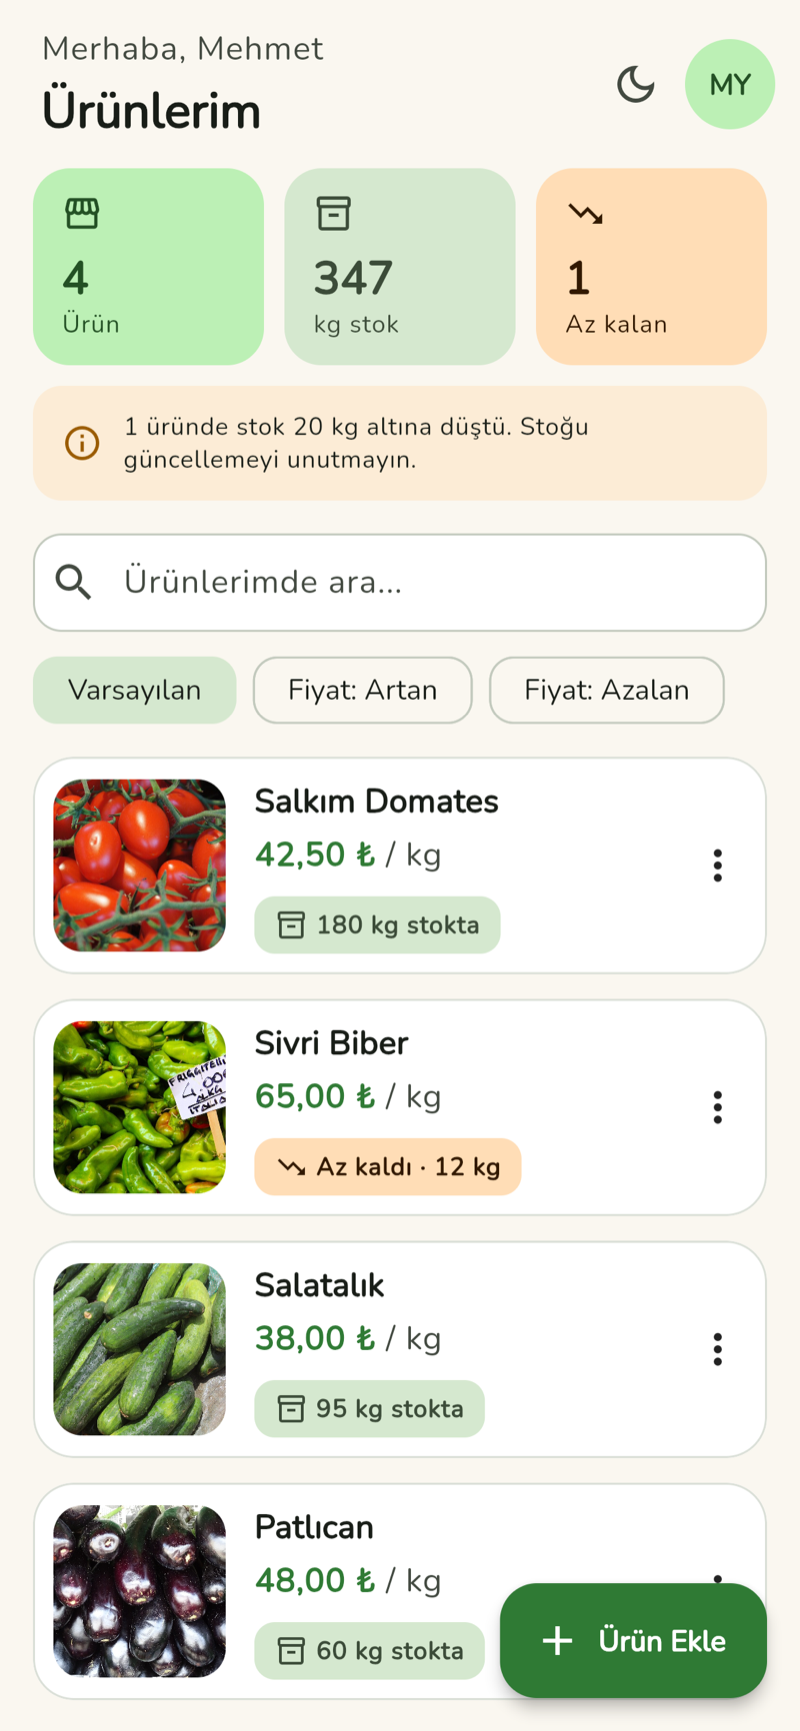 Merhaba, Mehmet
Ürünlerim
MY
4
Ürün
347
kg stok
1
Az kalan
1 üründe stok 20 kg altına düştü. Stoğu
güncellemeyi unutmayın.
Ürünlerimde ara...
Varsayılan
Fiyat: Artan
Fiyat: Azalan
Salkım Domates
42,50 ₺ / kg
180 kg stokta
Sivri Biber
65,00 ₺ / kg
Az kaldı · 12 kg
Salatalık
38,00 ₺ / kg
95 kg stokta
Patlıcan
48,00 ₺ / kg
60 kg stokta
+ Ürün Ekle